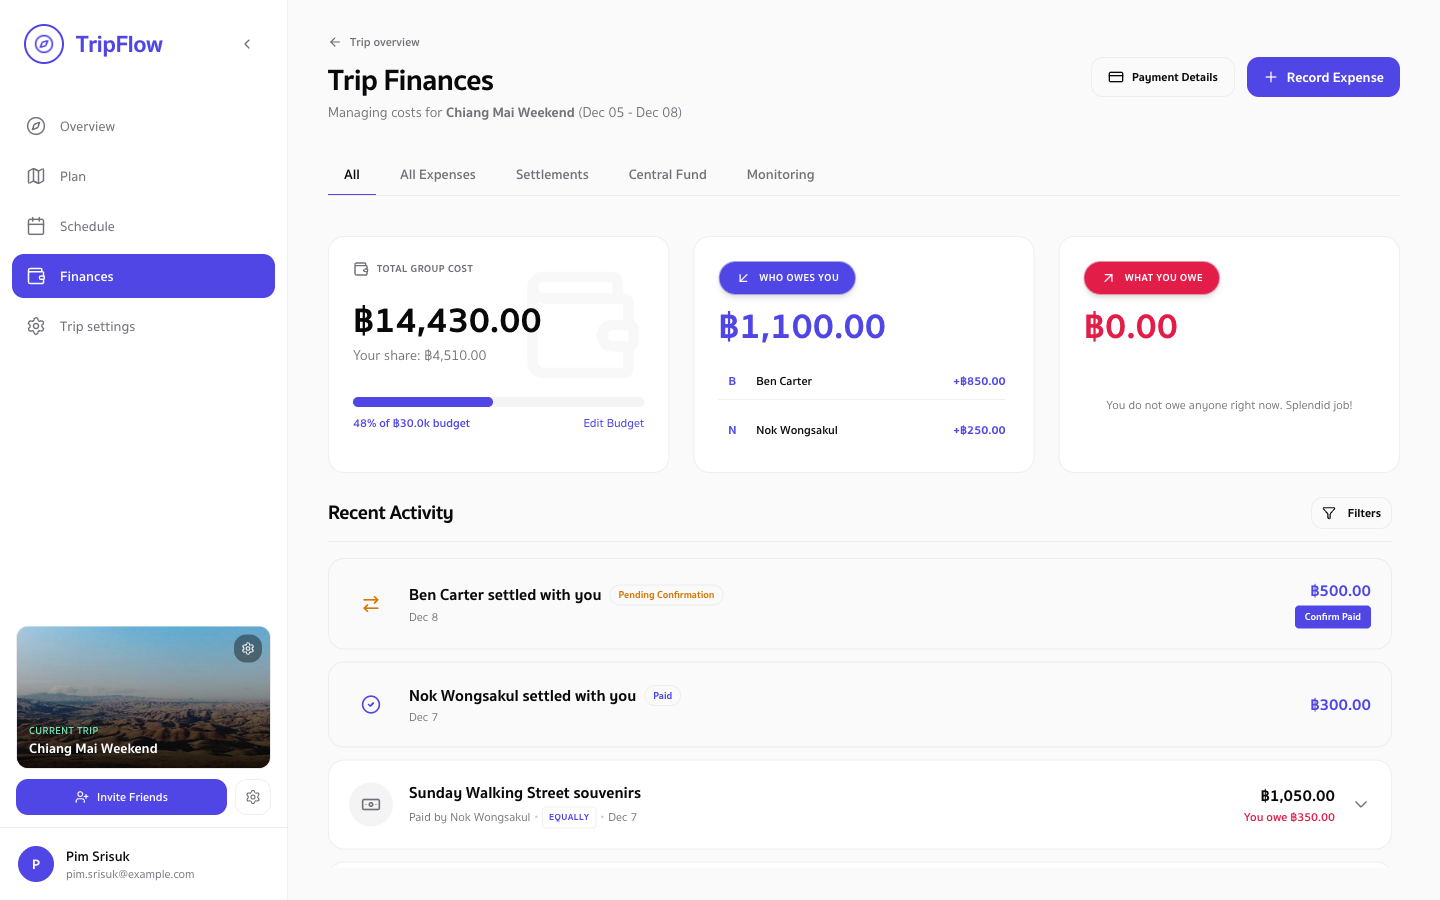 TripFlow
Overview
Plan
Schedule
Finances
Trip settings
CURRENT TRIP
Chiang Mai Weekend
Invite Friends
P
Pim Srisuk
pim.srisuk@example.com
Trip overview
Trip Finances
Managing costs for Chiang Mai Weekend (Dec 05 - Dec 08)
Payment Details
Record Expense
All
All Expenses
Settlements
Central Fund
Monitoring
TOTAL GROUP COST
฿14,430.00
Your share: ฿4,510.00
48% of ฿30.0k budget
Edit Budget
WHO OWES YOU
฿1,100.00
B Ben Carter +฿850.00
N Nok Wongsakul +฿250.00
WHAT YOU OWE
฿0.00
You do not owe anyone right now. Splendid job!
Recent Activity
Filters
Ben Carter settled with you Pending Confirmation
Dec 8
฿500.00
Confirm Paid
Nok Wongsakul settled with you Paid
Dec 7
฿300.00
Sunday Walking Street souvenirs
Paid by Nok Wongsakul · EQUALLY · Dec 7
฿1,050.00
You owe ฿350.00